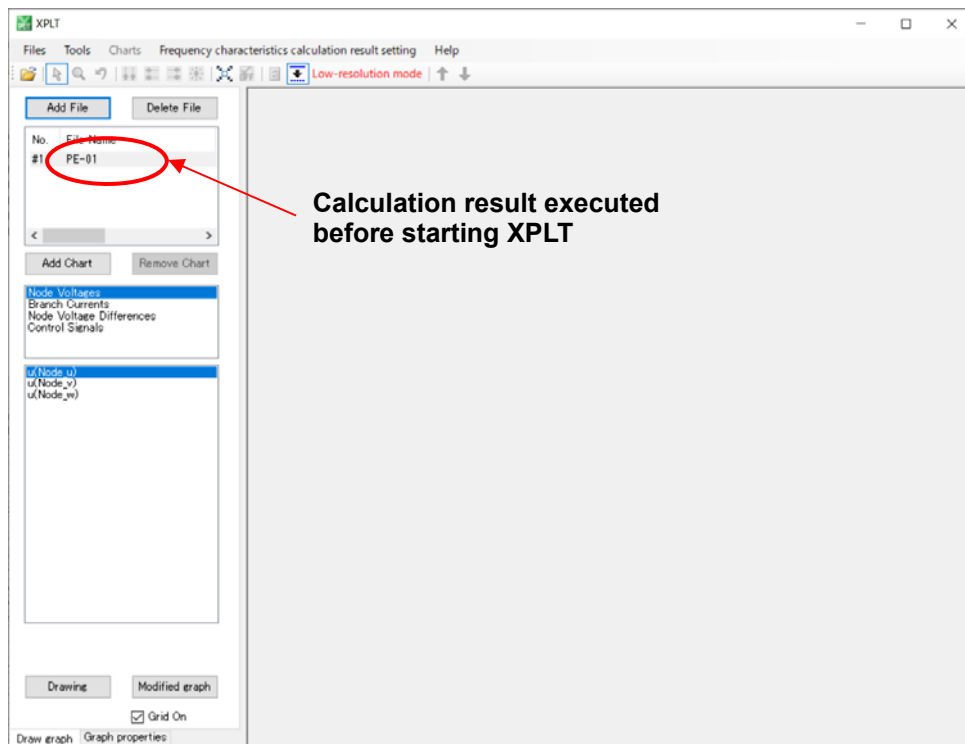 XPLT
Files Tools Charts Frequency characteristics calculation result setting Help
Low-resolution mode
Add File Delete File
No. File Name
#1 PE-01
Calculation result executed
before starting XPLT
Add Chart Remove Chart
Node Voltages
Branch Currents
Node Voltage Differences
Control Signals
u(Node_u)
u(Node_v)
u(Node_w)
Drawing Modified graph
Grid On
Draw graph Graph properties